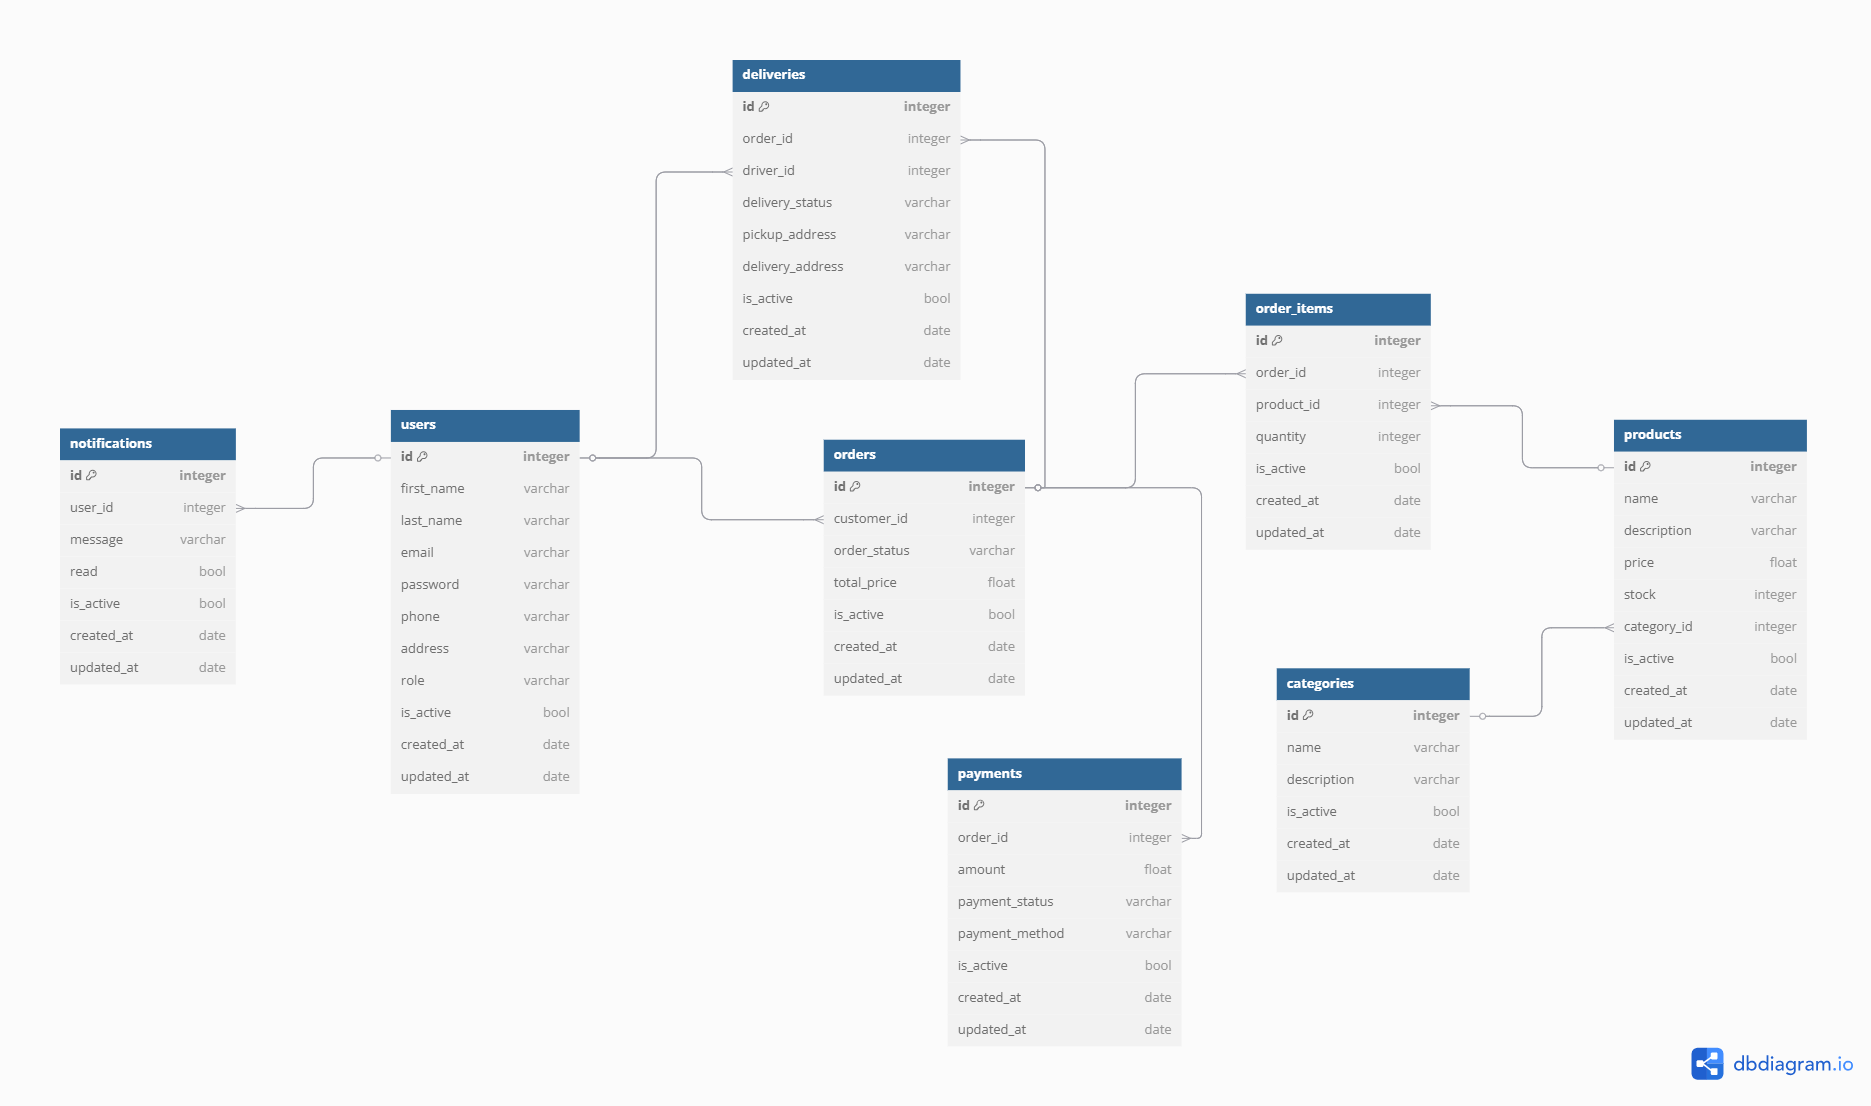 deliveries
id integer
order_id integer
driver_id integer
delivery_status varchar
pickup_address varchar
delivery_address varchar
is_active bool
created_at date
updated_at date
order_items
id integer
order_id integer
product_id integer
quantity integer
is_active bool
created_at date
updated_at date
notifications
id integer
user_id integer
message varchar
read bool
is_active bool
created_at date
updated_at date
users
id integer
first_name varchar
last_name varchar
email varchar
password varchar
phone varchar
address varchar
role varchar
is_active bool
created_at date
updated_at date
orders
id integer
customer_id integer
order_status varchar
total_price float
is_active bool
created_at date
updated_at date
products
id integer
name varchar
description varchar
price float
stock integer
category_id integer
is_active bool
created_at date
updated_at date
categories
id integer
name varchar
description varchar
is_active bool
created_at date
updated_at date
payments
id integer
order_id integer
amount float
payment_status varchar
payment_method varchar
is_active bool
created_at date
updated_at date
dbdiagram.io